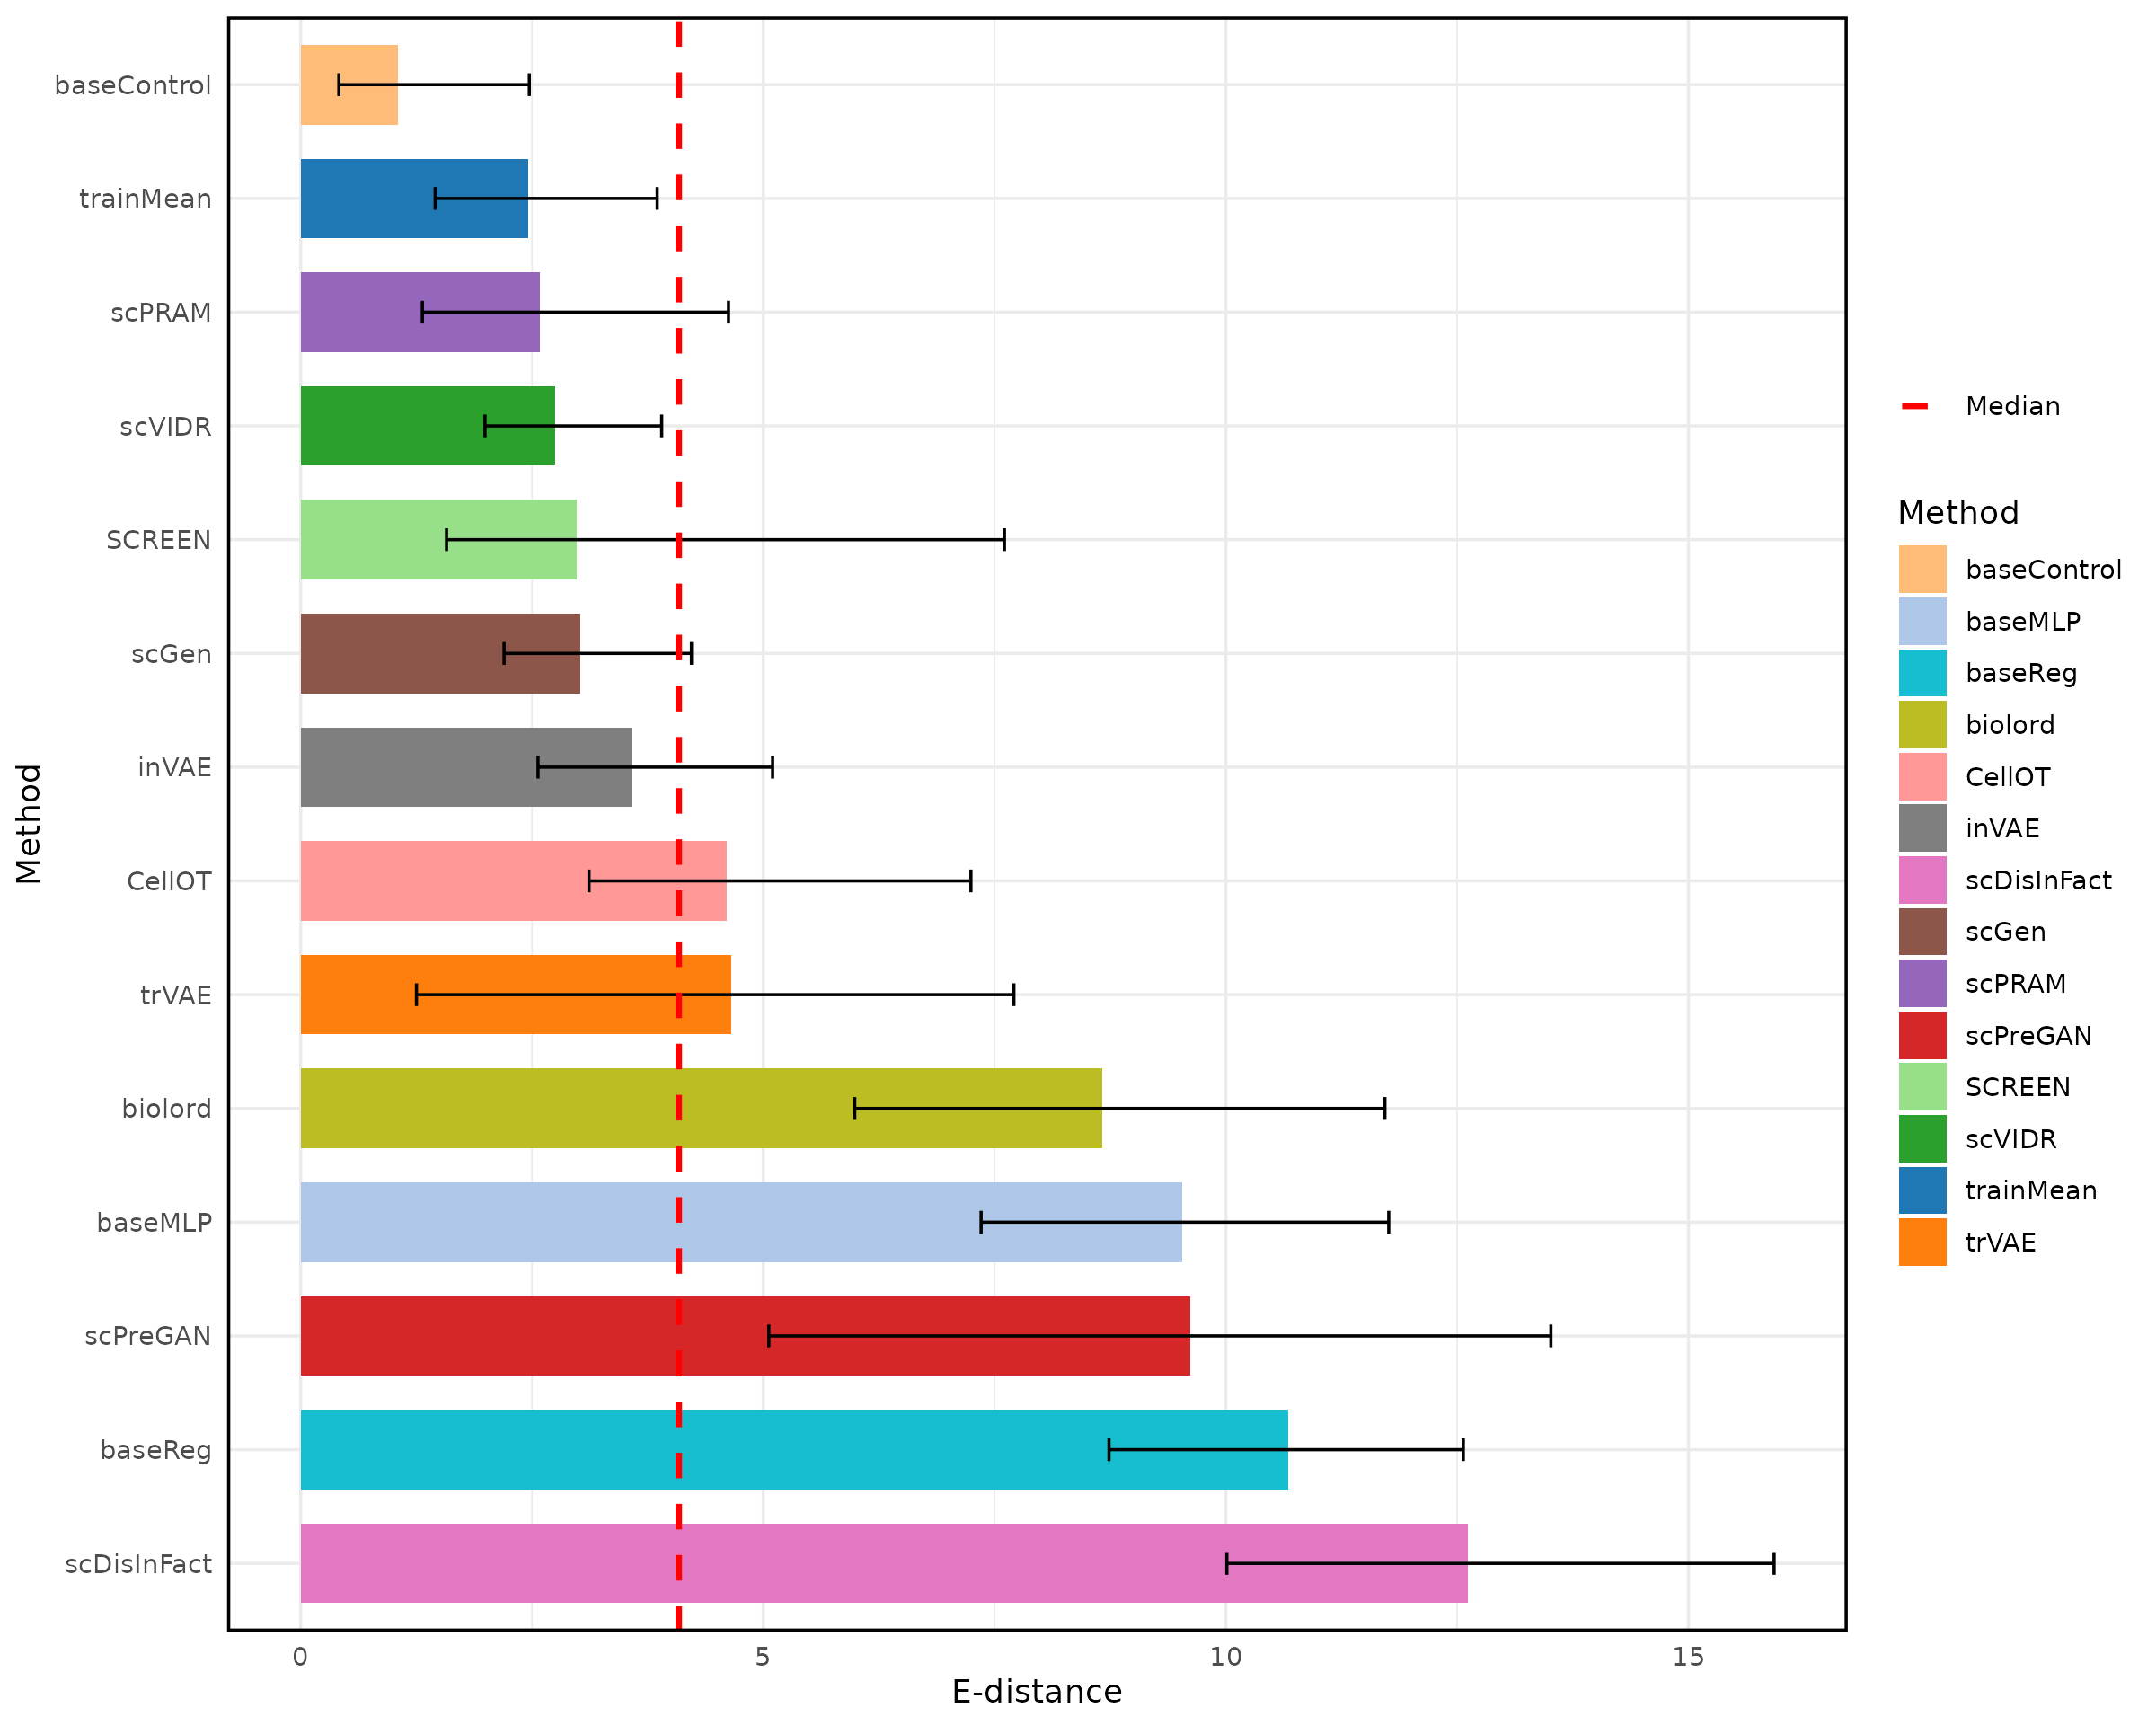 baseControl
trainMean
scPRAM
scVIDR
SCREEN
scGen
inVAE
CellOT
trVAE
biolord
baseMLP
scPreGAN
baseReg
scDisInFact
Method
0 5 10 15
E-distance
Median
Method
baseControl
baseMLP
baseReg
biolord
CellOT
inVAE
scDisInFact
scGen
scPRAM
scPreGAN
SCREEN
scVIDR
trainMean
trVAE